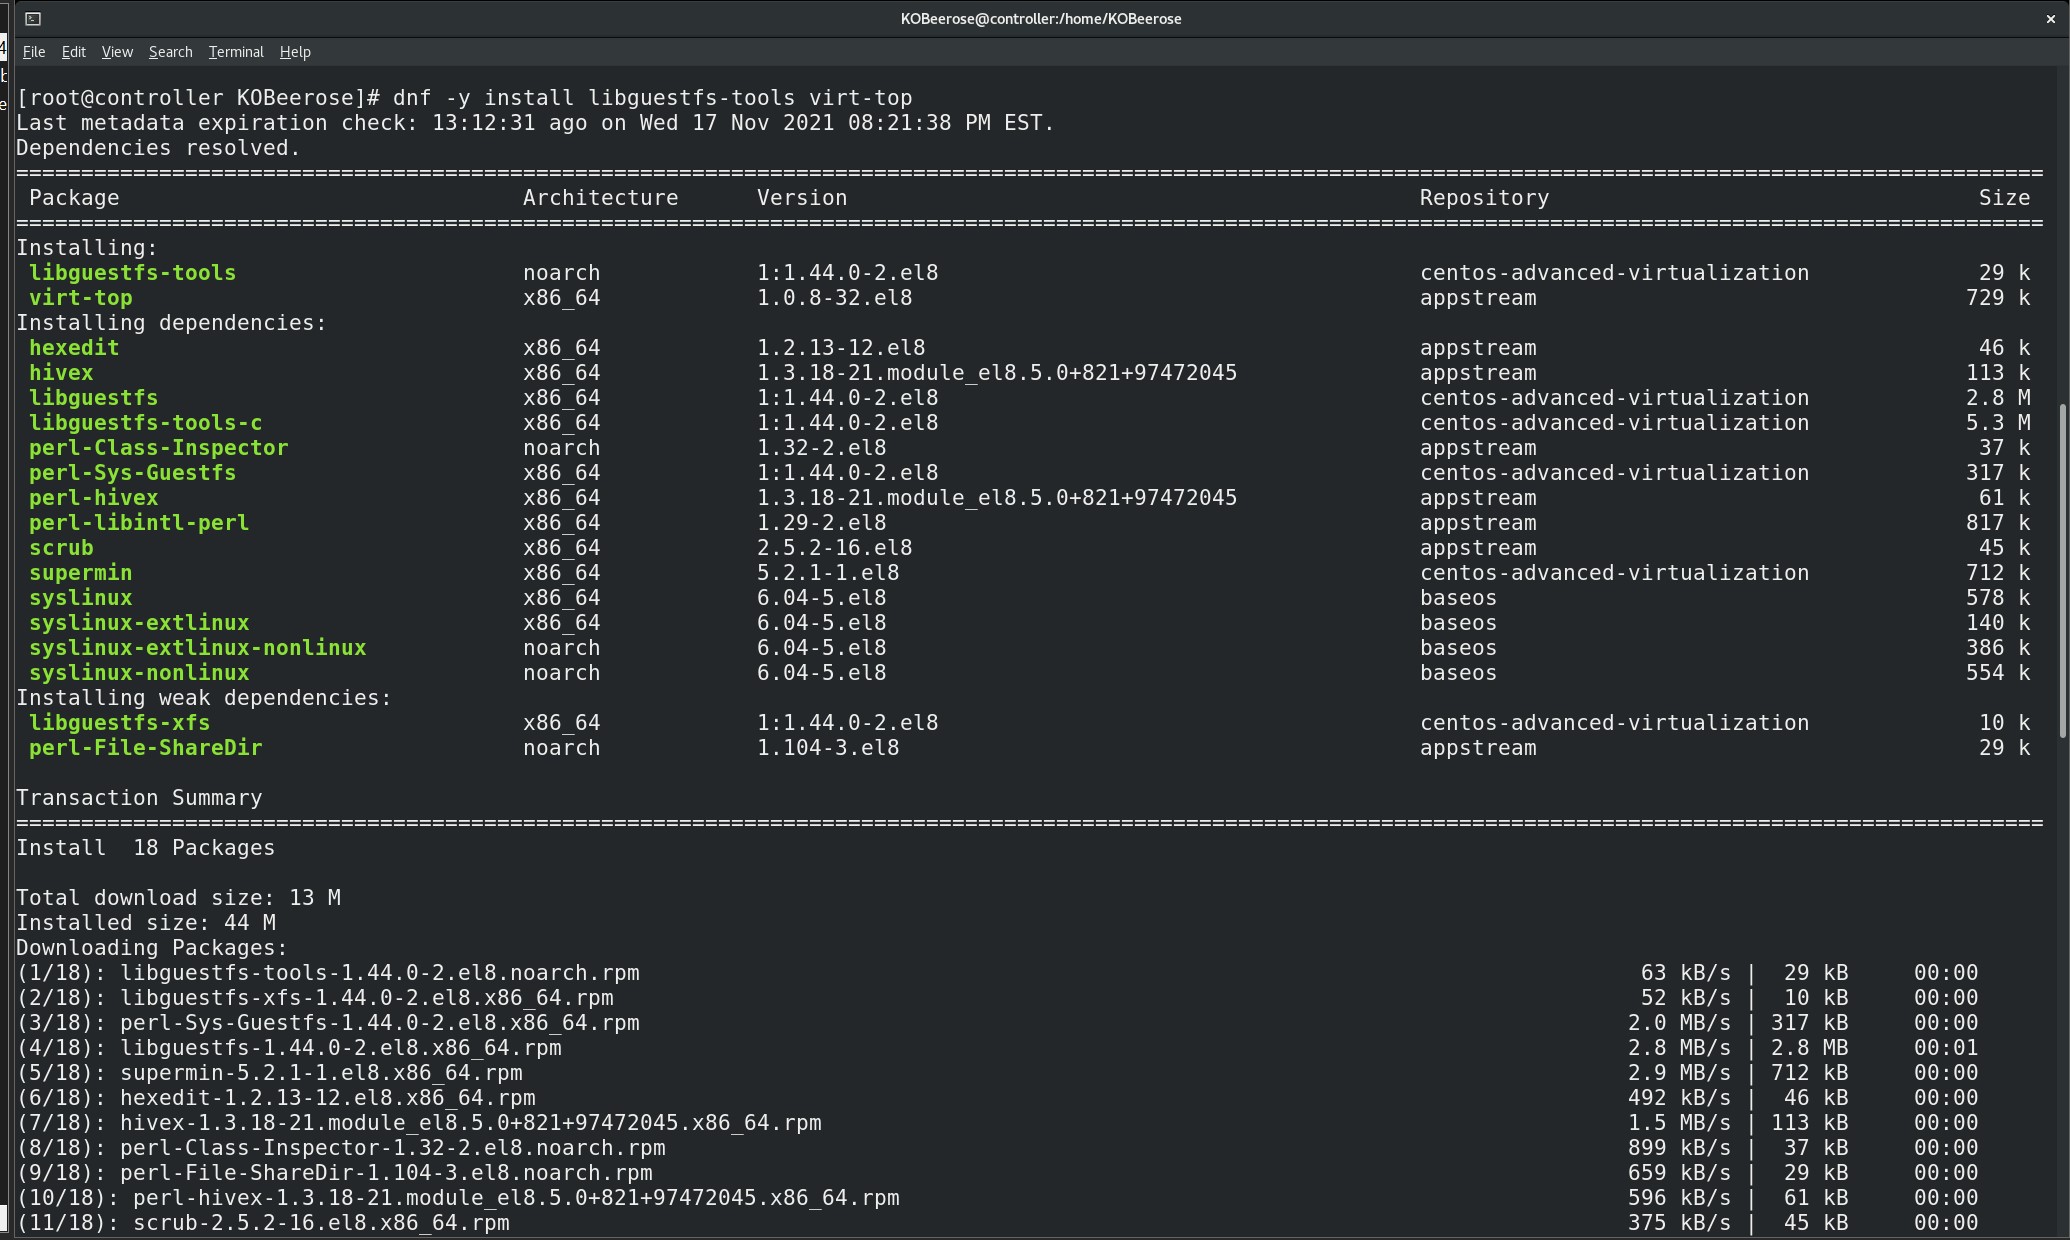 KOBeerose@controller:/home/KOBeerose
File Edit View Search Terminal Help
[root@controller KOBeerose]# dnf -y install libguestfs-tools virt-top
Last metadata expiration check: 13:12:31 ago on Wed 17 Nov 2021 08:21:38 PM EST.
Dependencies resolved.
Package Architecture Version Repository Size
Installing:
libguestfs-tools noarch 1:1.44.0-2.el8 centos-advanced-virtualization 29 k
virt-top x86_64 1.0.8-32.el8 appstream 729 k
Installing dependencies:
hexedit x86_64 1.2.13-12.el8 appstream 46 k
hivex x86_64 1.3.18-21.module_el8.5.0+821+97472045 appstream 113 k
libguestfs x86_64 1:1.44.0-2.el8 centos-advanced-virtualization 2.8 M
libguestfs-tools-c x86_64 1:1.44.0-2.el8 centos-advanced-virtualization 5.3 M
perl-Class-Inspector noarch 1.32-2.el8 appstream 37 k
perl-Sys-Guestfs x86_64 1:1.44.0-2.el8 centos-advanced-virtualization 317 k
perl-hivex x86_64 1.3.18-21.module_el8.5.0+821+97472045 appstream 61 k
perl-libintl-perl x86_64 1.29-2.el8 appstream 817 k
scrub x86_64 2.5.2-16.el8 appstream 45 k
supermin x86_64 5.2.1-1.el8 centos-advanced-virtualization 712 k
syslinux x86_64 6.04-5.el8 baseos 578 k
syslinux-extlinux x86_64 6.04-5.el8 baseos 140 k
syslinux-extlinux-nonlinux noarch 6.04-5.el8 baseos 386 k
syslinux-nonlinux noarch 6.04-5.el8 baseos 554 k
Installing weak dependencies:
libguestfs-xfs x86_64 1:1.44.0-2.el8 centos-advanced-virtualization 10 k
perl-File-ShareDir noarch 1.104-3.el8 appstream 29 k
Transaction Summary
Install  18 Packages
Total download size: 13 M
Installed size: 44 M
Downloading Packages:
(1/18): libguestfs-tools-1.44.0-2.el8.noarch.rpm 63 kB/s | 29 kB 00:00
(2/18): libguestfs-xfs-1.44.0-2.el8.x86_64.rpm 52 kB/s | 10 kB 00:00
(3/18): perl-Sys-Guestfs-1.44.0-2.el8.x86_64.rpm 2.0 MB/s | 317 kB 00:00
(4/18): libguestfs-1.44.0-2.el8.x86_64.rpm 2.8 MB/s | 2.8 MB 00:01
(5/18): supermin-5.2.1-1.el8.x86_64.rpm 2.9 MB/s | 712 kB 00:00
(6/18): hexedit-1.2.13-12.el8.x86_64.rpm 492 kB/s | 46 kB 00:00
(7/18): hivex-1.3.18-21.module_el8.5.0+821+97472045.x86_64.rpm 1.5 MB/s | 113 kB 00:00
(8/18): perl-Class-Inspector-1.32-2.el8.noarch.rpm 899 kB/s | 37 kB 00:00
(9/18): perl-File-ShareDir-1.104-3.el8.noarch.rpm 659 kB/s | 29 kB 00:00
(10/18): perl-hivex-1.3.18-21.module_el8.5.0+821+97472045.x86_64.rpm 596 kB/s | 61 kB 00:00
(11/18): scrub-2.5.2-16.el8.x86_64.rpm 375 kB/s | 45 kB 00:00